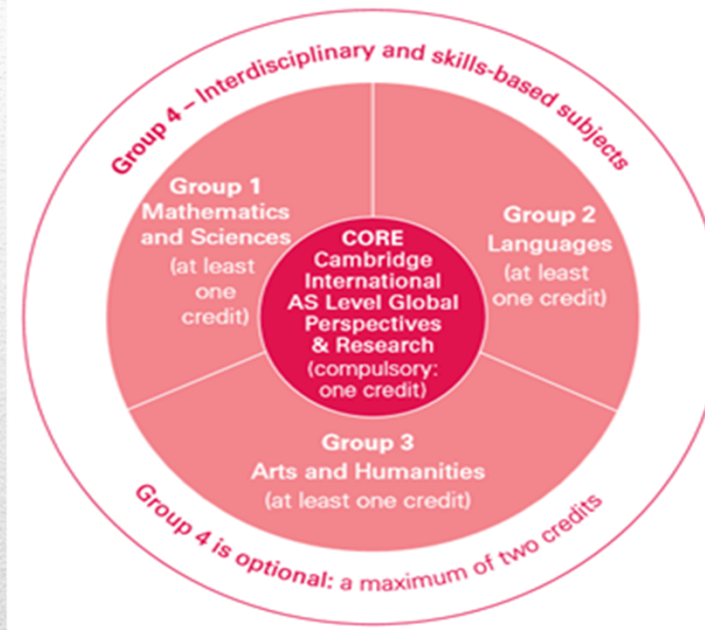 Group 4 – Interdisciplinary and skills-based subjects
Group 1
Mathematics
and Sciences
(at least
one
credit)
Group 2
Languages
(at least
one credit)
CORE
Cambridge
International
AS Level Global
Perspectives
& Research
(compulsory:
one credit)
Group 3
Arts and Humanities
(at least one credit)
Group 4 is optional: a maximum of two credits